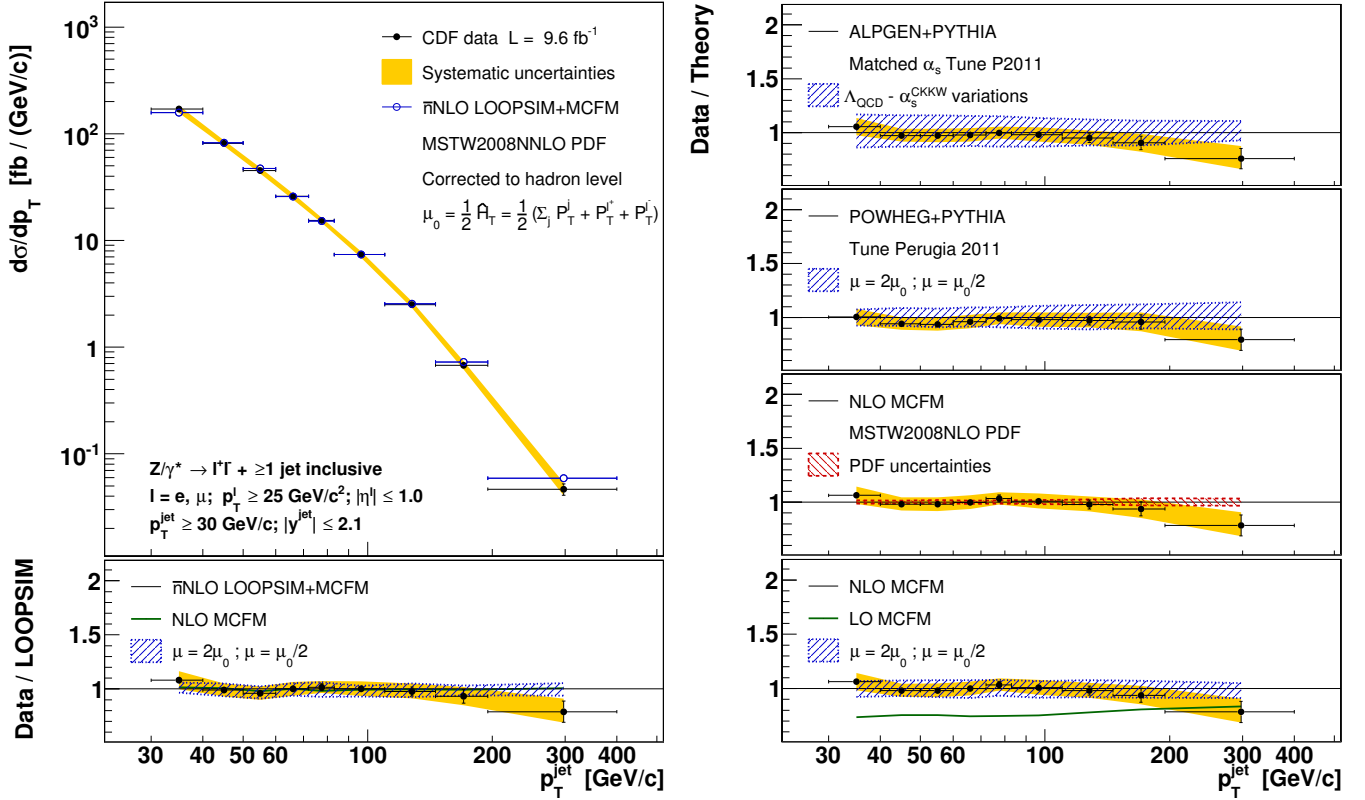 dσ/dp_T [fb / (GeV/c)]
10³
10²
10
1
10⁻¹
CDF data L = 9.6 fb⁻¹
Systematic uncertainties
n̄NLO LOOPSIM+MCFM
MSTW2008NNLO PDF
Corrected to hadron level
μ₀ = 1/2 Ĥ_T = 1/2 (Σ_j P_T^j + P_T^l⁺ + P_T^l⁻)
Z/γ* → l⁺l⁻ + ≥1 jet inclusive
l = e, μ; p_T^l ≥ 25 GeV/c²; |η^l| ≤ 1.0
p_T^jet ≥ 30 GeV/c; |y^jet| ≤ 2.1
Data / LOOPSIM
2
1.5
1
n̄NLO LOOPSIM+MCFM
NLO MCFM
μ = 2μ₀ ; μ = μ₀/2
30 40 50 60 100 200 300 400
p_T^jet [GeV/c]
Data / Theory
2
1.5
1
ALPGEN+PYTHIA
Matched α_s Tune P2011
Λ_QCD - α_s^CKKW variations
2
1.5
1
POWHEG+PYTHIA
Tune Perugia 2011
μ = 2μ₀ ; μ = μ₀/2
2
1.5
1
NLO MCFM
MSTW2008NLO PDF
PDF uncertainties
2
1.5
1
NLO MCFM
LO MCFM
μ = 2μ₀ ; μ = μ₀/2
30 40 50 60 100 200 300 400
p_T^jet [GeV/c]